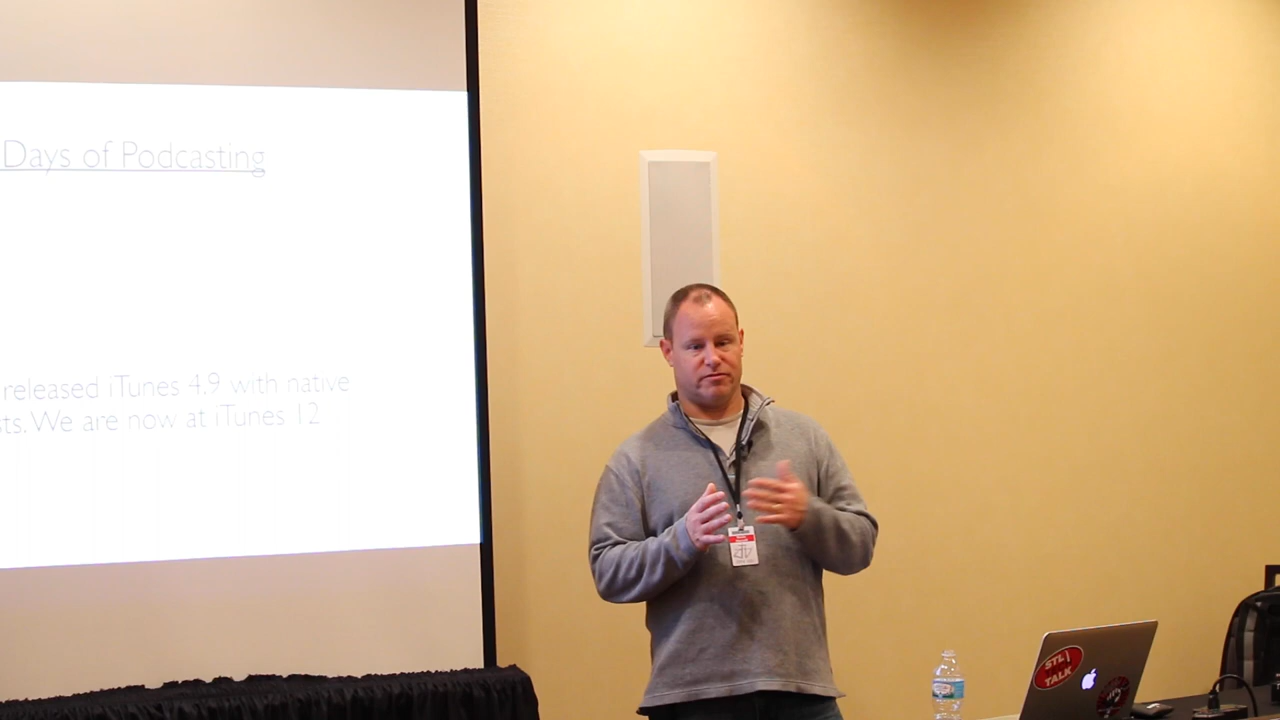 Days of Podcasting
released iTunes 4.9 with native
sts. We are now at iTunes 12
STL
TALK